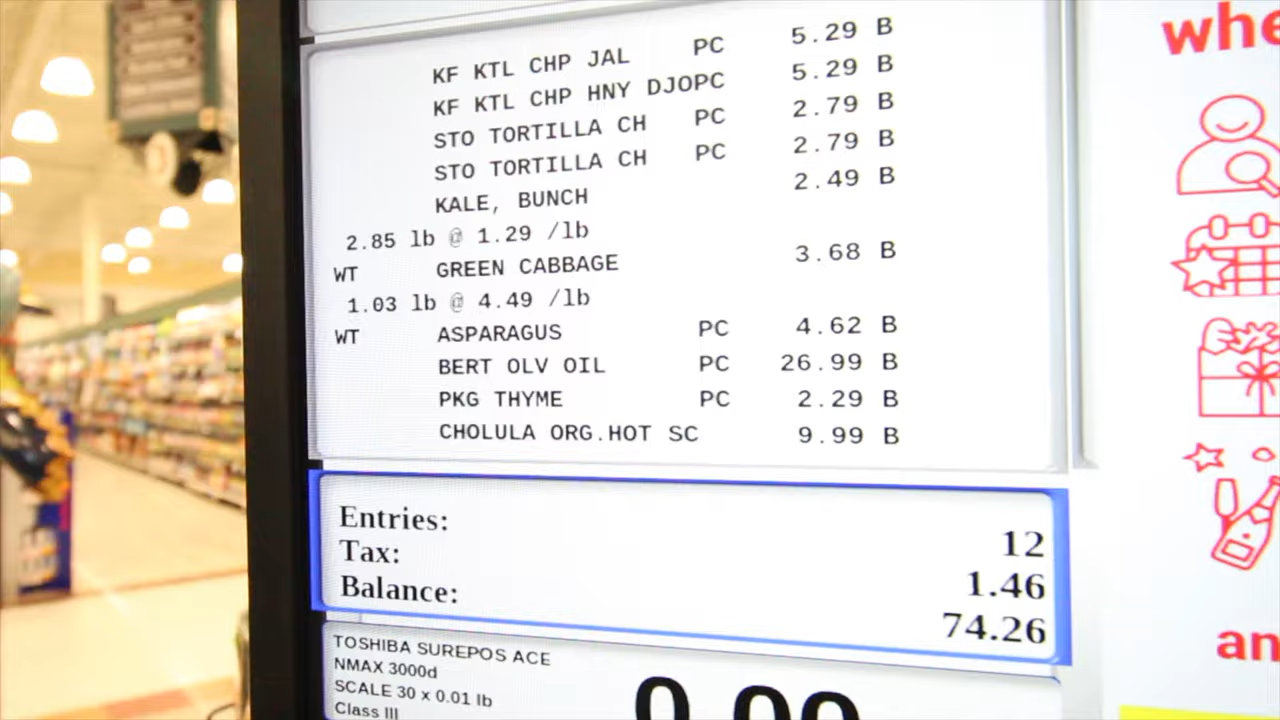 KF KTL CHP JAL PC 5.29 B
KF KTL CHP HNY DJOPC 5.29 B
STO TORTILLA CH PC 2.79 B
STO TORTILLA CH PC 2.79 B
KALE, BUNCH 2.49 B
2.85 lb @ 1.29 /lb
WT GREEN CABBAGE 3.68 B
1.03 lb @ 4.49 /lb
WT ASPARAGUS PC 4.62 B
BERT OLV OIL PC 26.99 B
PKG THYME PC 2.29 B
CHOLULA ORG.HOT SC 9.99 B
Entries: 12
Tax: 1.46
Balance: 74.26
TOSHIBA SUREPOS ACE
NMAX 3000d
SCALE 30 x 0.01 lb
Class III
0.00
whe
an